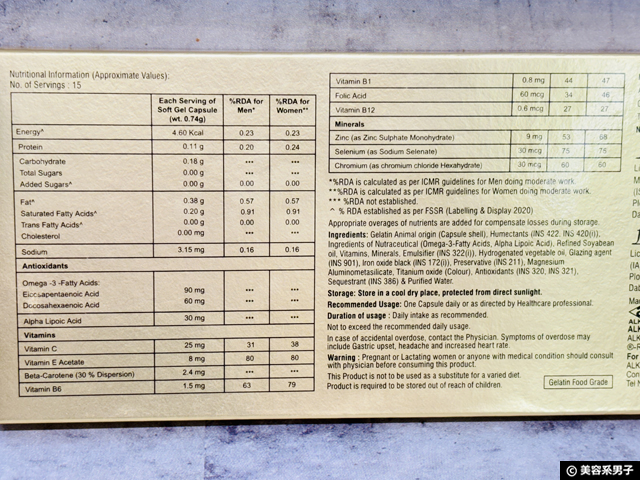 Nutritional Information (Approximate Values):
No. of Servings : 15
Each Serving of Soft Gel Capsule (wt. 0.74g) %RDA for Men* %RDA for Women**
Energy^ 4.60 Kcal 0.23 0.23
Protein 0.11 g 0.20 0.24
Carbohydrate 0.18 g *** ***
Total Sugars 0.00 g *** ***
Added Sugars^ 0.00 g 0.00 0.00
Fat^ 0.38 g 0.57 0.57
Saturated Fatty Acids^ 0.20 g 0.91 0.91
Trans Fatty Acids^ 0.00 g 0.00 0.00
Cholesterol 0.00 mg *** ***
Sodium 3.15 mg 0.16 0.16
Antioxidants
Omega -3 -Fatty Acids:
Eicosapentaenoic Acid 90 mg *** ***
Docosahexaenoic Acid 60 mg *** ***
Alpha Lipoic Acid 30 mg *** ***
Vitamins
Vitamin C 25 mg 31 38
Vitamin E Acetate 8 mg 80 80
Beta-Carotene (30 % Dispersion) 2.4 mg *** ***
Vitamin B6 1.5 mg 63 79
Vitamin B1 0.8 mg 44 47
Folic Acid 60 mcg 34 46
Vitamin B12 0.6 mcg 27 27
Minerals
Zinc (as Zinc Sulphate Monohydrate) 9 mg 53 68
Selenium (as Sodium Selenate) 30 mcg 75 75
Chromium (as chromium chloride Hexahydrate) 30 mcg 60 60
*%RDA is calculated as per ICMR guidelines for Men doing moderate work.
**%RDA is calculated as per ICMR guidelines for Women doing moderate work.
*** %RDA not established.
^ % RDA established as per FSSR (Labelling & Display 2020)
Appropriate overages of nutrients are added for compensate losses during storage.
Ingredients: Gelatin Animal origin (Capsule shell), Humectants (INS 422, INS 420(i),
Ingredients of Nutraceutical (Omega-3-Fatty Acids, Alpha Lipoic Acid), Refined Soyabean
oil, Vitamins, Minerals, Emulsifier (INS 322(i)), Hydrogenated vegetable oil, Glazing agent
(INS 901), Iron oxide black (INS 172(i)), Preservative (INS 211), Magnesium
Aluminometasilicate, Titanium oxide (Colour), Antioxidants (INS 320, INS 321),
Sequestrant (INS 386) & Purified Water.
Storage: Store in a cool dry place, protected from direct sunlight.
Recommended Usage: One Capsule daily or as directed by Healthcare professional.
Duration of usage : Daily intake as recommended.
Not to exceed the recommended daily usage.
In case of accidental overdose, contact the Physician. Symptoms of overdose may
include Gastric upset, headache and increased heart rate.
Warning : Pregnant or Lactating women or anyone with medical condition should consult
with physician before consuming this product.
This Product is not to be used as a substitute for a varied diet.
Product is required to be stored out of reach of children.
Gelatin Food Grade
© 美容系男子